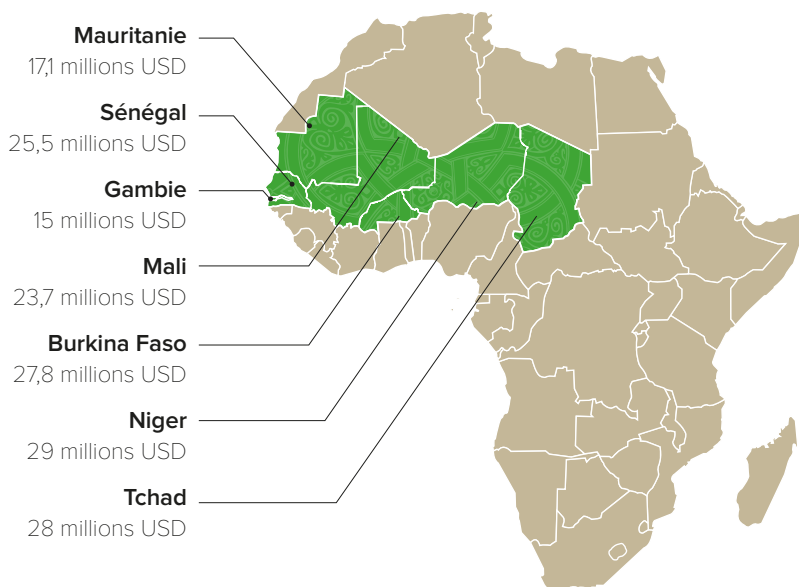 Mauritanie
17,1 millions USD
Sénégal
25,5 millions USD
Gambie
15 millions USD
Mali
23,7 millions USD
Burkina Faso
27,8 millions USD
Niger
29 millions USD
Tchad
28 millions USD